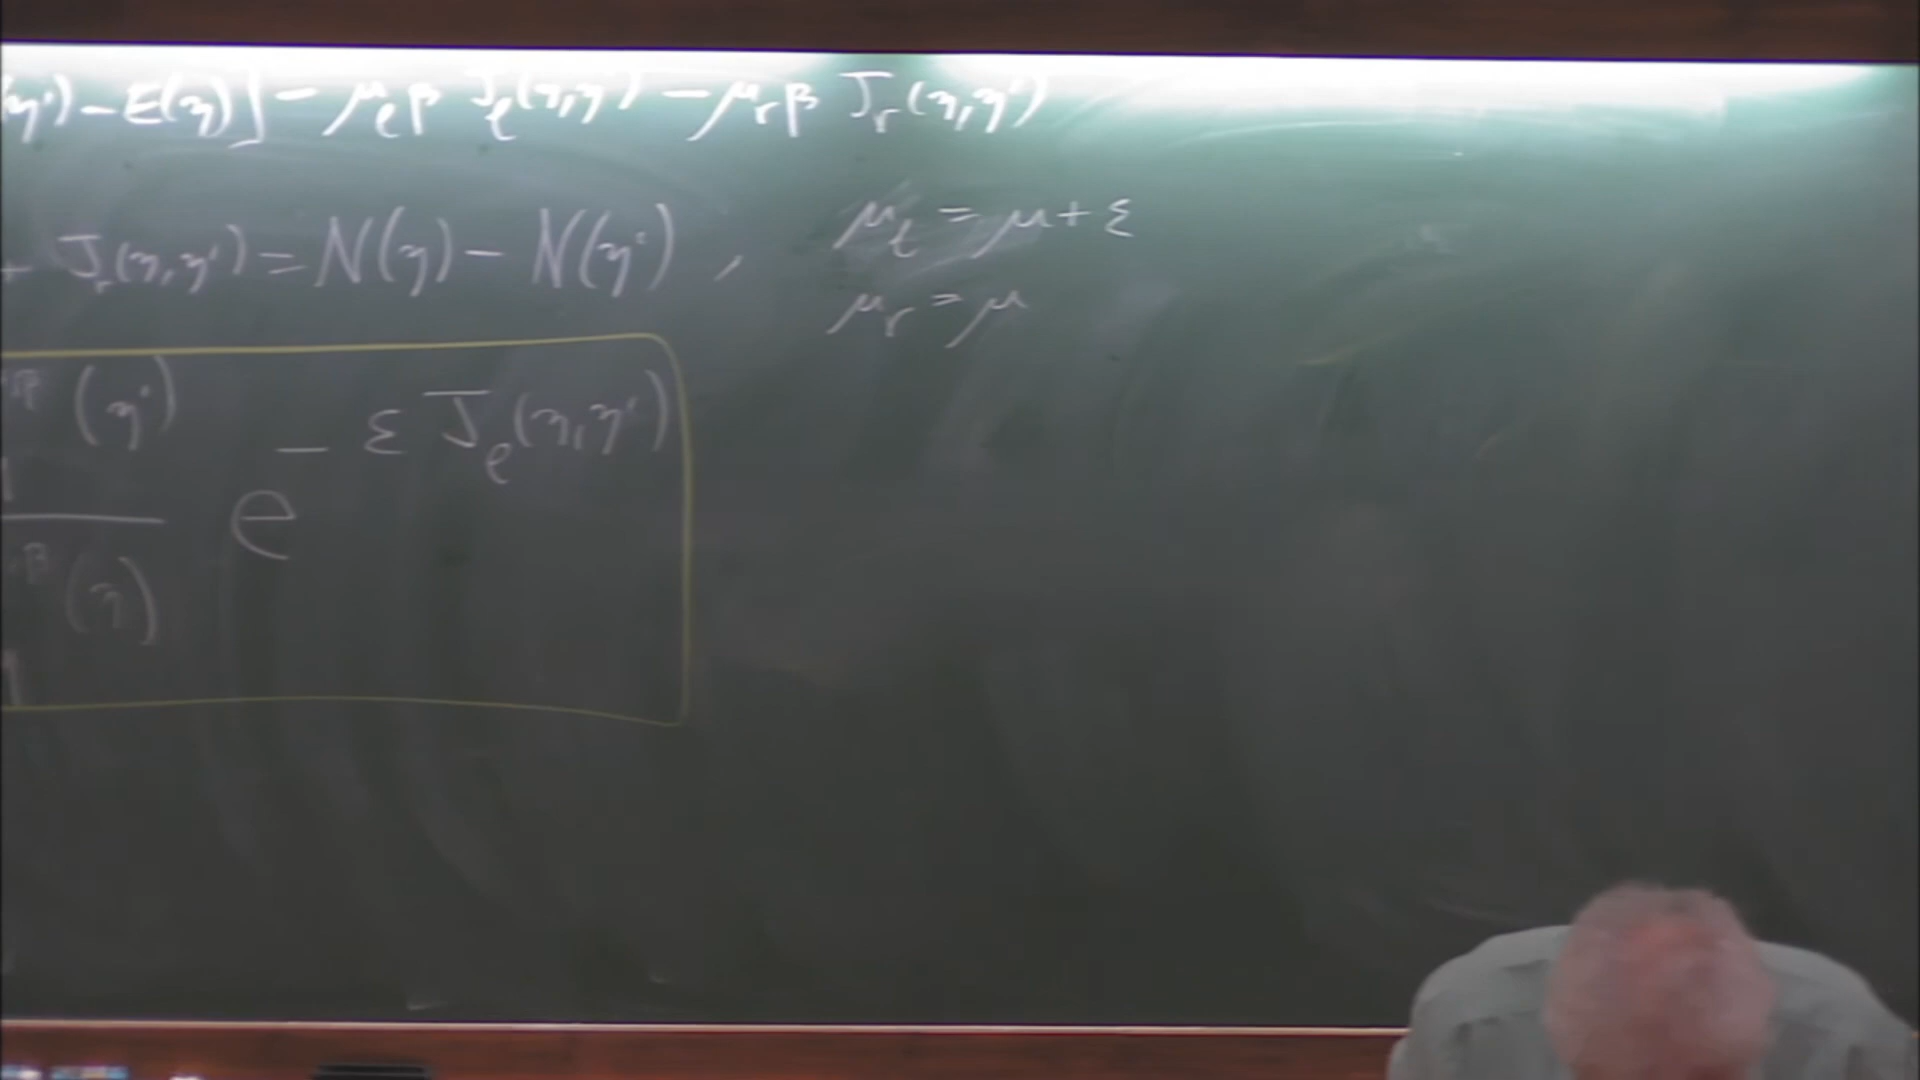 η') − E(η)] − μ_ℓ β J_ℓ(η,η') − μ_r β J_r(η,η')
+ J_r(η,η') = N(η) − N(η') , μ_ℓ = μ + ε
μ_r = μ
(η')
e^{− ε J_ℓ(η,η')}
β (η)